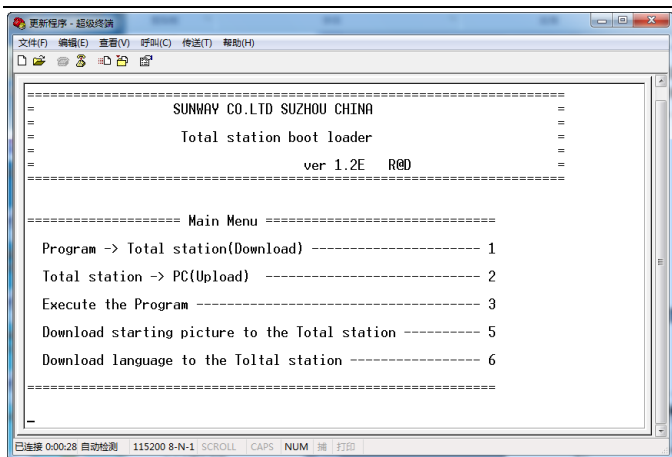 更新程序 - 超级终端
文件(F) 编辑(E) 查看(V) 呼叫(C) 传送(T) 帮助(H)
==================================================================
= SUNWAY CO.LTD SUZHOU CHINA =
=                                                                =
= Total station boot loader =
=                                                                =
= ver 1.2E R@D =
==================================================================
==================== Main Menu ==============================
Program -> Total station(Download) ---------------------- 1
Total station -> PC(Upload) ---------------------------- 2
Execute the Program ------------------------------------- 3
Download starting picture to the Total station ---------- 5
Download language to the Toltal station ----------------- 6
=============================================================
_
已连接 0:00:28 自动检测 115200 8-N-1 SCROLL CAPS NUM 捕 打印